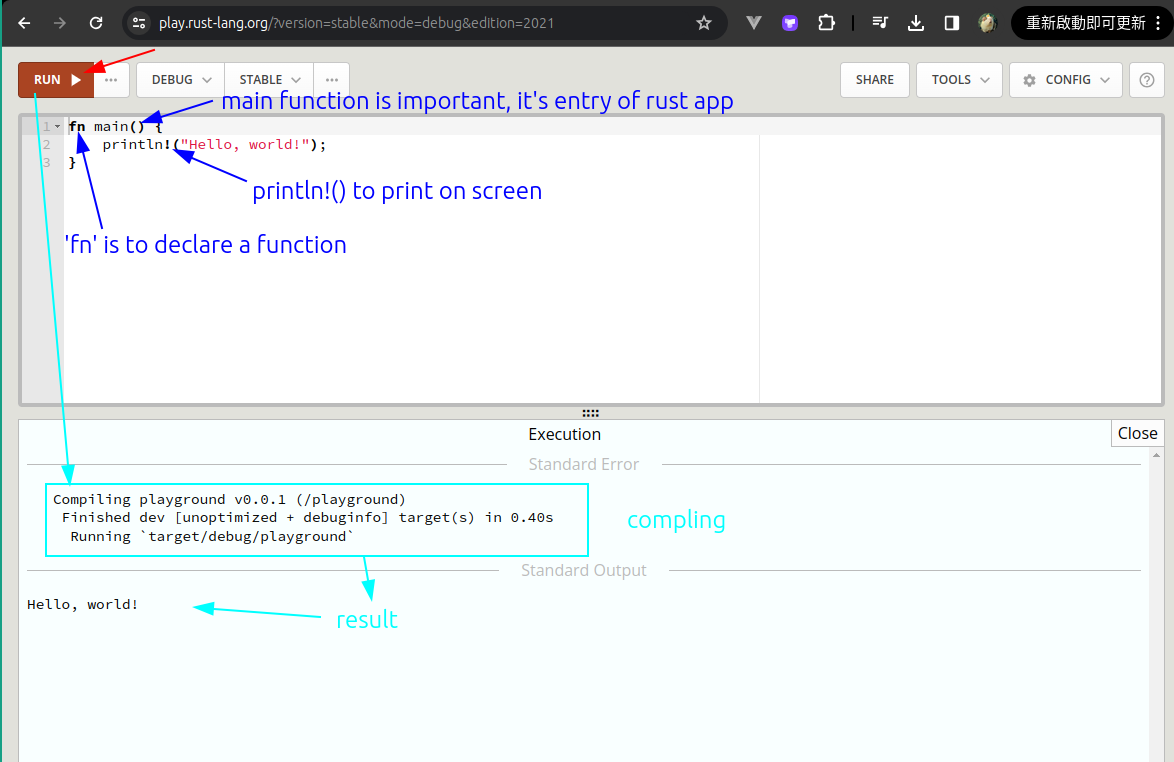 play.rust-lang.org/?version=stable&mode=debug&edition=2021
重新啟動即可更新
RUN
...
DEBUG
STABLE
...
SHARE
TOOLS
CONFIG
main function is important, it's entry of rust app
1 fn main() {
2 println!("Hello, world!");
3 }
println!() to print on screen
'fn' is to declare a function
Execution
Close
Standard Error
Compiling playground v0.0.1 (/playground)
Finished dev [unoptimized + debuginfo] target(s) in 0.40s
Running `target/debug/playground`
compling
Standard Output
Hello, world!
result